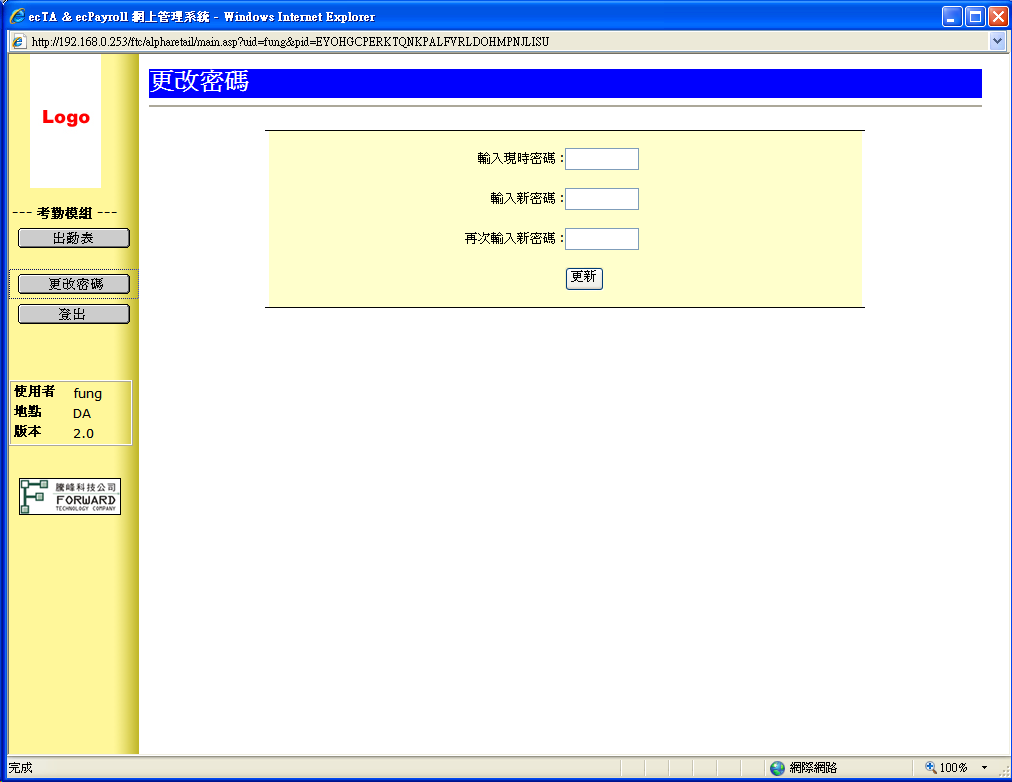 ecTA & ecPayroll 網上管理系統 - Windows Internet Explorer
http://192.168.0.253/ftc/alpharetail/main.asp?uid=fung&pid=EYOHGCPERKTQNKPALFVRLDOHMPNJLISU
Logo
--- 考勤模組 ---
出勤表
更改密碼
登出
使用者 fung
地點 DA
版本 2.0
騰峰科技公司
FORWARD
TECHNOLOGY COMPANY
更改密碼
輸入現時密碼：
輸入新密碼：
再次輸入新密碼：
更新
完成
網際網路
100%